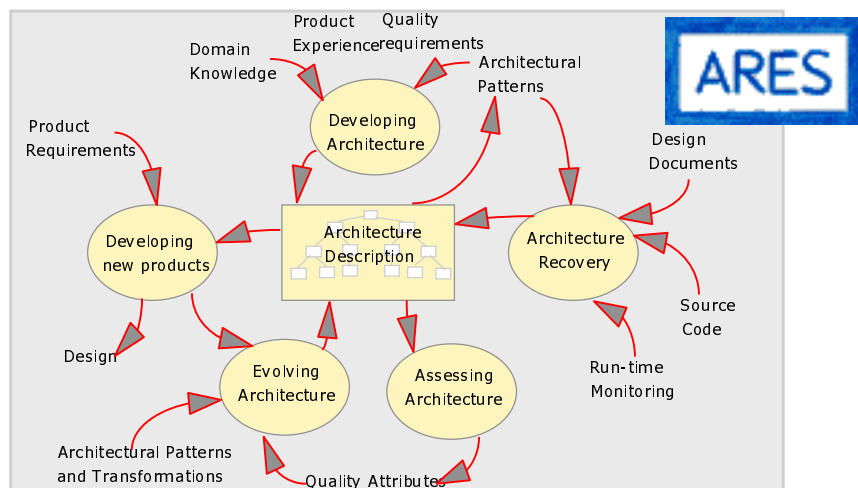 Product
Experience
Quality
requirements
Domain
Knowledge
Architectural
Patterns
ARES
Developing
Architecture
Product
Requirements
Design
Documents
Developing
new products
Architecture
Description
Architecture
Recovery
Source
Code
Design
Evolving
Architecture
Assessing
Architecture
Run-time
Monitoring
Architectural Patterns
and Transformations
Quality Attributes